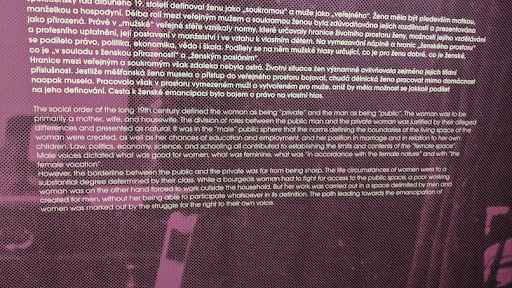 společenský řád dlouhého 19. století definoval ženu jako „soukromou“ a muže jako „veřejného“. Žena měla být především matkou,
manželkou a hospodyní. Dělba rolí mezi veřejným mužem a soukromou ženou byla zdůvodňována jejich rozdílností a prezentována
jako přirozená. Právě v „mužské“ veřejné sféře vznikaly normy, které určovaly hranice životního prostoru ženy, možnosti jejího vzdělávání
a profesního uplatnění, její postavení v manželství i ve vztahu k vlastním dětem. Na vymezování náplně a hranic „ženského prostoru“
se podílelo právo, politika, ekonomika, věda i škola. Podílely se na něm mužské hlasy určující, co je pro ženu dobré, co je ženské,
co je „v souladu s ženskou přirozeností“ a „ženským posláním“.
Hranice mezi veřejným a soukromým však zdaleka nebyla ostrá. Životní situace žen významně ovlivňovala zejména jejich třídní
příslušnost. Jestliže měšťanská žena musela o přístup do veřejného prostoru bojovat, chudá dělnická žena pracovat mimo domácnost
naopak musela. Pracovala však v prostoru vymezeném muži a vytvořeném pro muže, aniž by měla možnost se jakkoli podílet
na jeho definování. Cesta k ženské emancipaci byla bojem o právo na vlastní hlas.
The social order of the long 19th century defined the woman as being "private" and the man as being "public". The woman was to be
primarily a mother, wife, and housewife. The division of roles between the public man and the private woman was justified by their alleged
differences and presented as natural. It was in the "male" public sphere that the norms defining the boundaries of the living space of the
woman were created, as well as her chances of education and employment, and her position in marriage and in relation to her own
children. Law, politics, economy, science, and schooling all contributed to establishing the limits and contents of the "female space".
Male voices dictated what was good for women, what was feminine, what was "in accordance with the female nature" and with "the
female vocation".
However, the borderline between the public and the private was far from being sharp. The life circumstances of women were to a
substantial degree determined by their class. While a bourgeois woman had to fight for access to the public space, a poor working
woman was on the other hand forced to work outside the household. But her work was carried out in a space delimited by men and
created for men, without her being able to participate whatsoever in its definition. The path leading towards the emancipation of
women was marked out by the struggle for the right to their own voice.